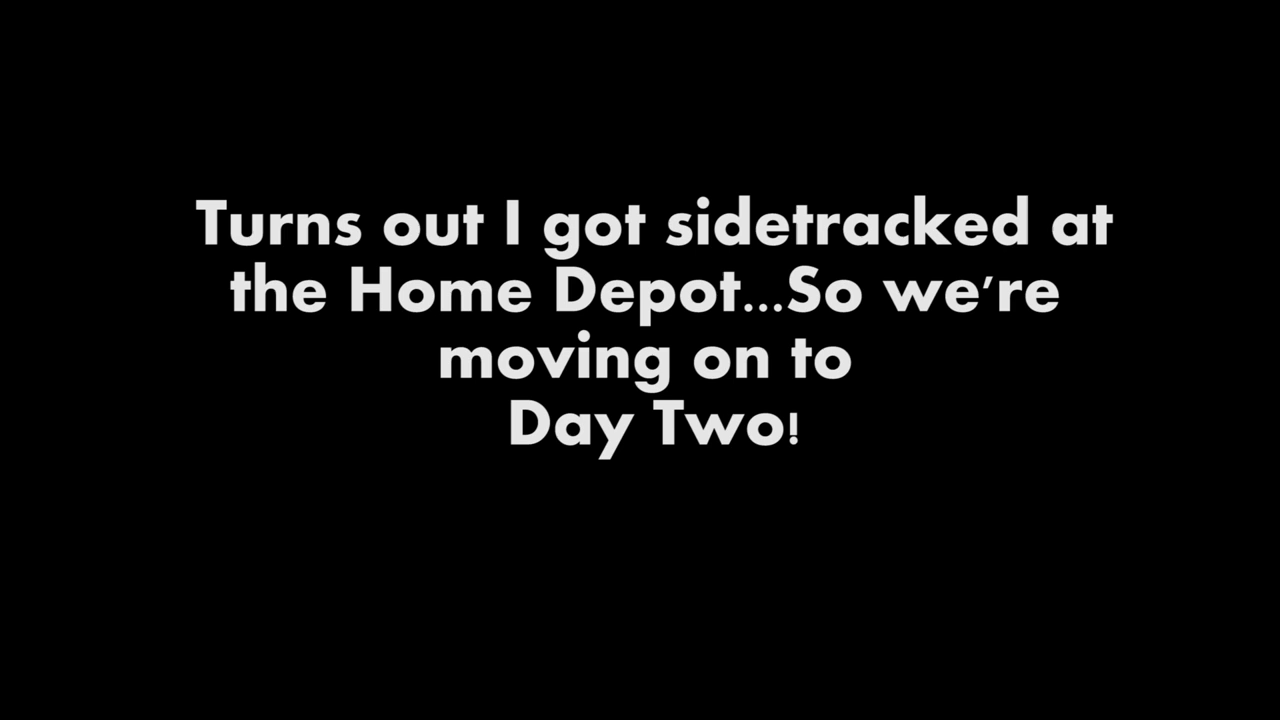 Turns out I got sidetracked at
the Home Depot...So we're
moving on to
Day Two!